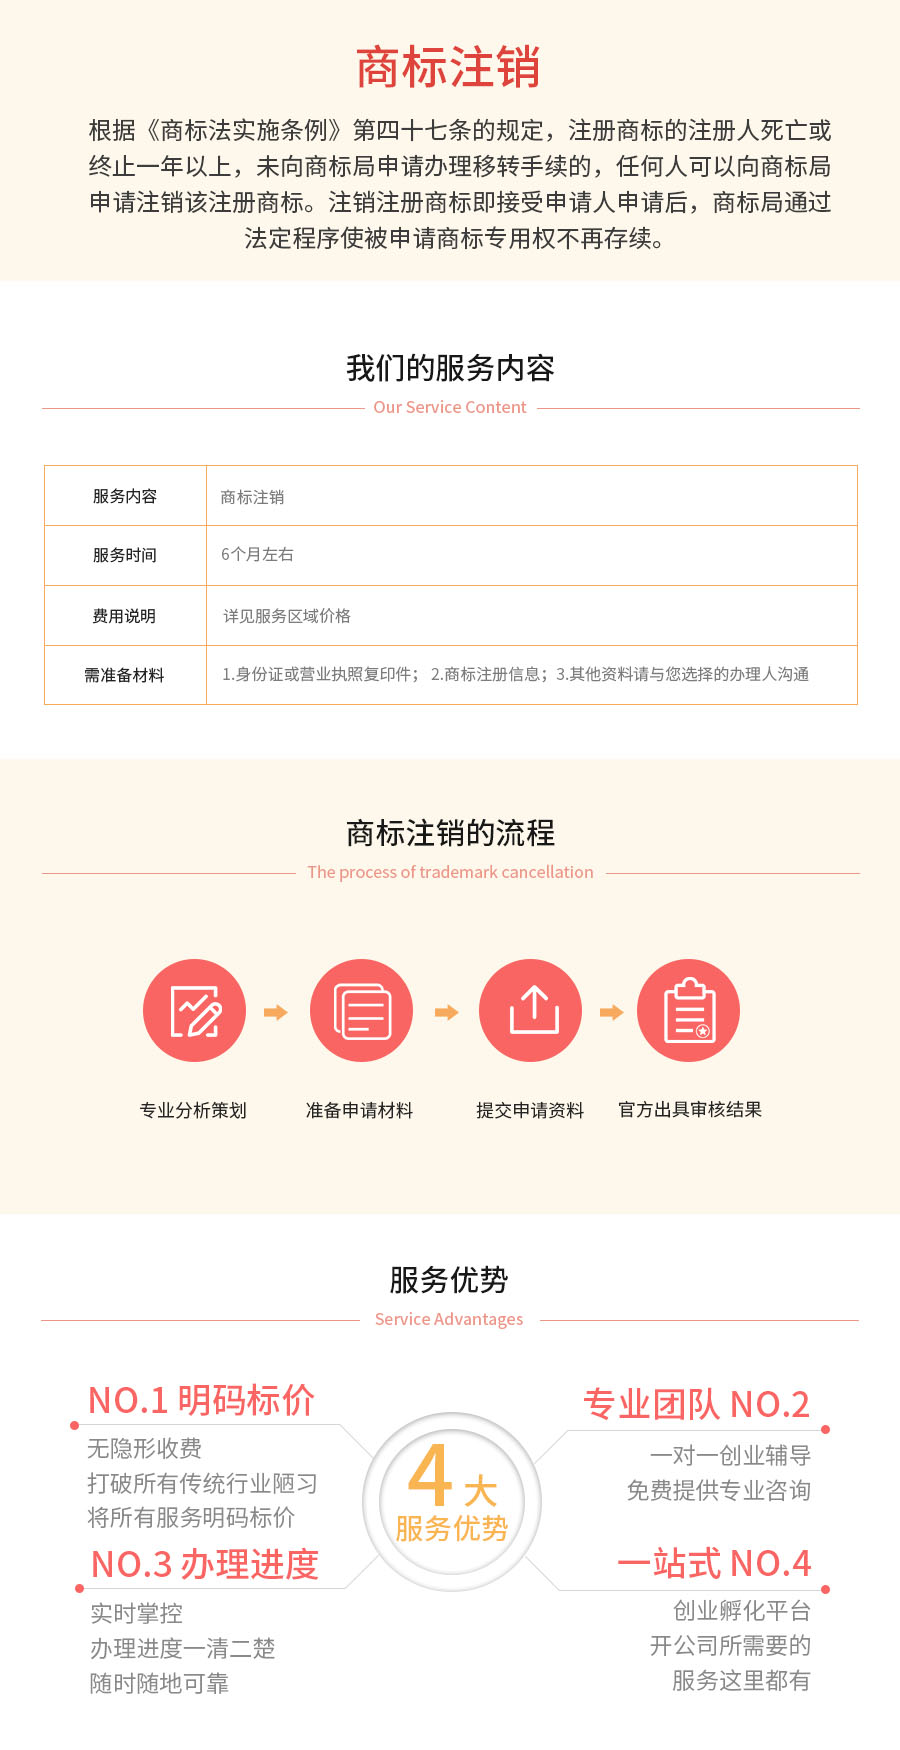 商标注销
根据《商标法实施条例》第四十七条的规定，注册商标的注册人死亡或
终止一年以上，未向商标局申请办理移转手续的，任何人可以向商标局
申请注销该注册商标。注销注册商标即接受申请人申请后，商标局通过
法定程序使被申请商标专用权不再存续。
我们的服务内容
Our Service Content
服务内容 商标注销
服务时间 6个月左右
费用说明 详见服务区域价格
需准备材料 1.身份证或营业执照复印件； 2.商标注册信息；3.其他资料请与您选择的办理人沟通
商标注销的流程
The process of trademark cancellation
专业分析策划 准备申请材料 提交申请资料 官方出具审核结果
服务优势
Service Advantages
NO.1 明码标价
无隐形收费
打破所有传统行业陋习
将所有服务明码标价
专业团队 NO.2
一对一创业辅导
免费提供专业咨询
4 大
服务优势
NO.3 办理进度
实时掌控
办理进度一清二楚
随时随地可靠
一站式 NO.4
创业孵化平台
开公司所需要的
服务这里都有